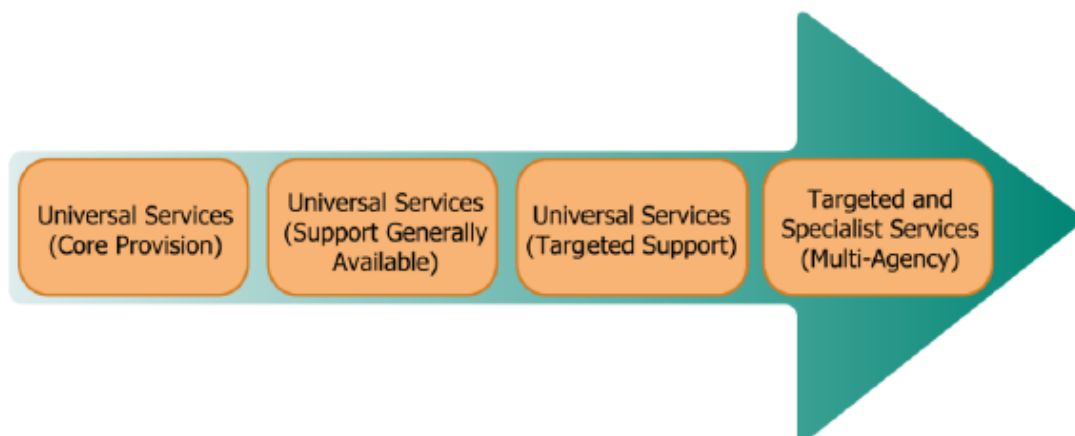 Universal Services
(Core Provision)
Universal Services
(Support Generally
Available)
Universal Services
(Targeted Support)
Targeted and
Specialist Services
(Multi-Agency)